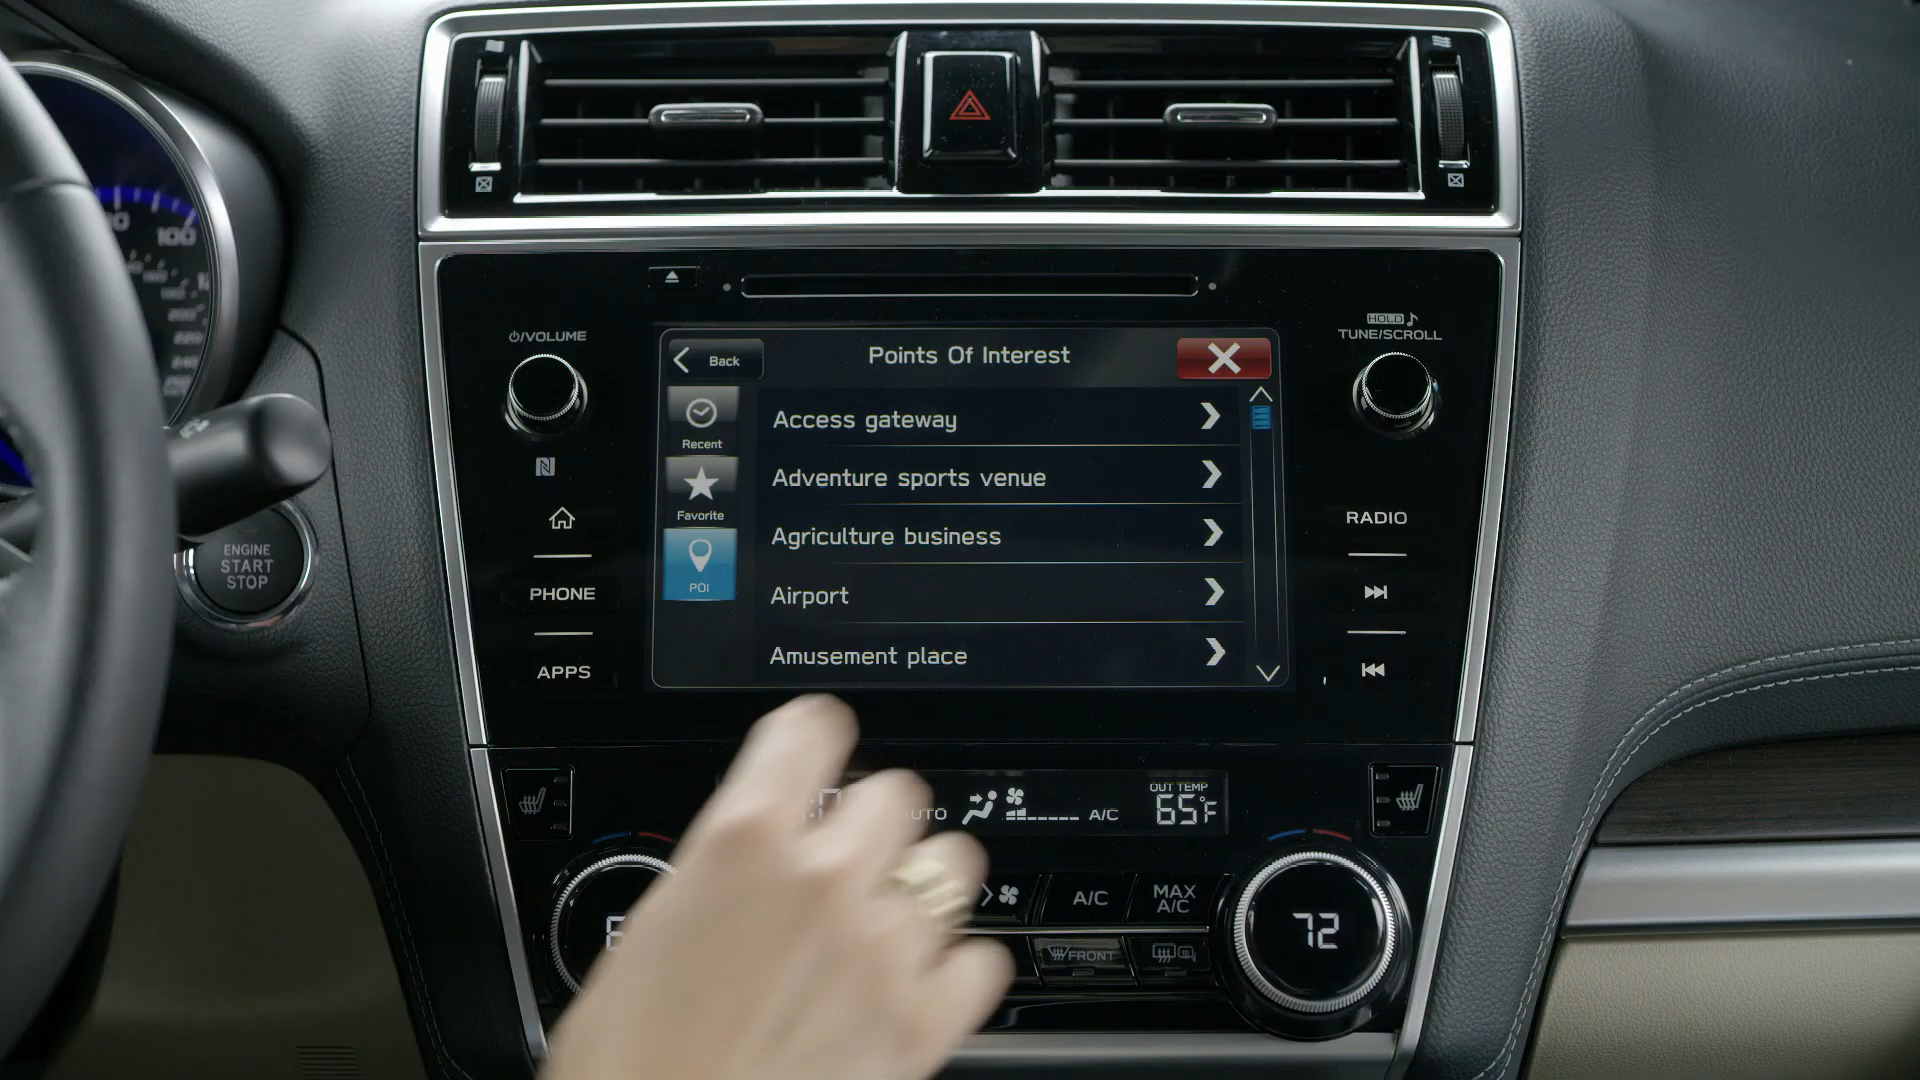 100
⏻/VOLUME
HOLD ♪
TUNE/SCROLL
Back
Points Of Interest
Recent
Favorite
POI
Access gateway
Adventure sports venue
Agriculture business
Airport
Amusement place
ENGINE
START
STOP
PHONE
APPS
RADIO
AUTO
A/C
OUT TEMP
65°F
A/C
MAX
A/C
FRONT
72